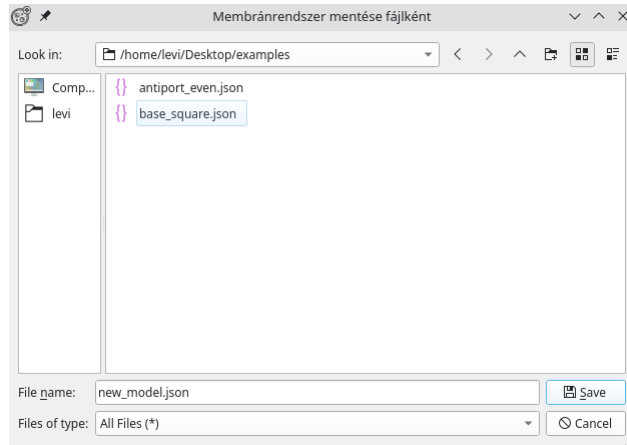 Membránrendszer mentése fájlként
Look in: /home/levi/Desktop/examples
Comp...
levi
{} antiport_even.json
{} base_square.json
File name: new_model.json Save
Files of type: All Files (*) Cancel